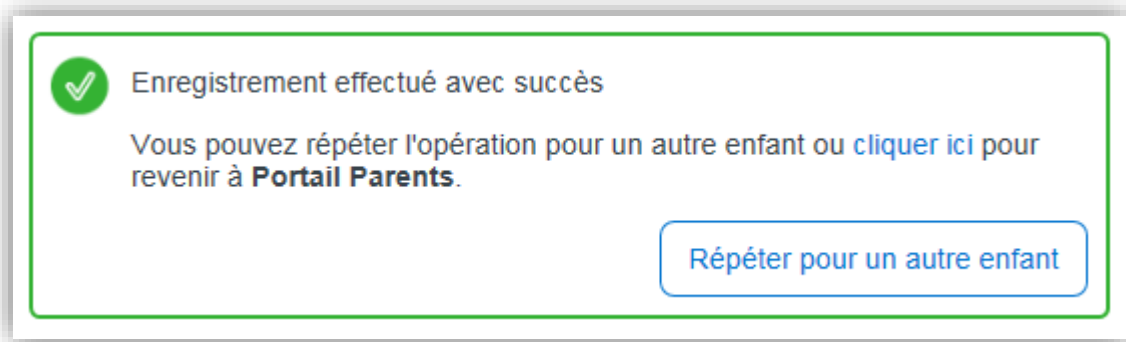 Enregistrement effectué avec succès
Vous pouvez répéter l'opération pour un autre enfant ou cliquer ici pour
revenir à Portail Parents.
Répéter pour un autre enfant